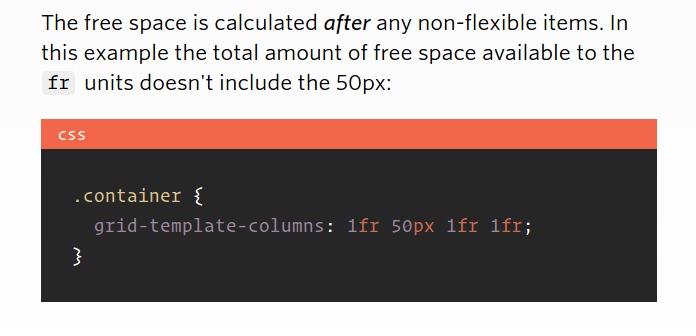 The free space is calculated after any non-flexible items. In
this example the total amount of free space available to the
fr units doesn't include the 50px:
css
.container {
  grid-template-columns: 1fr 50px 1fr 1fr;
}